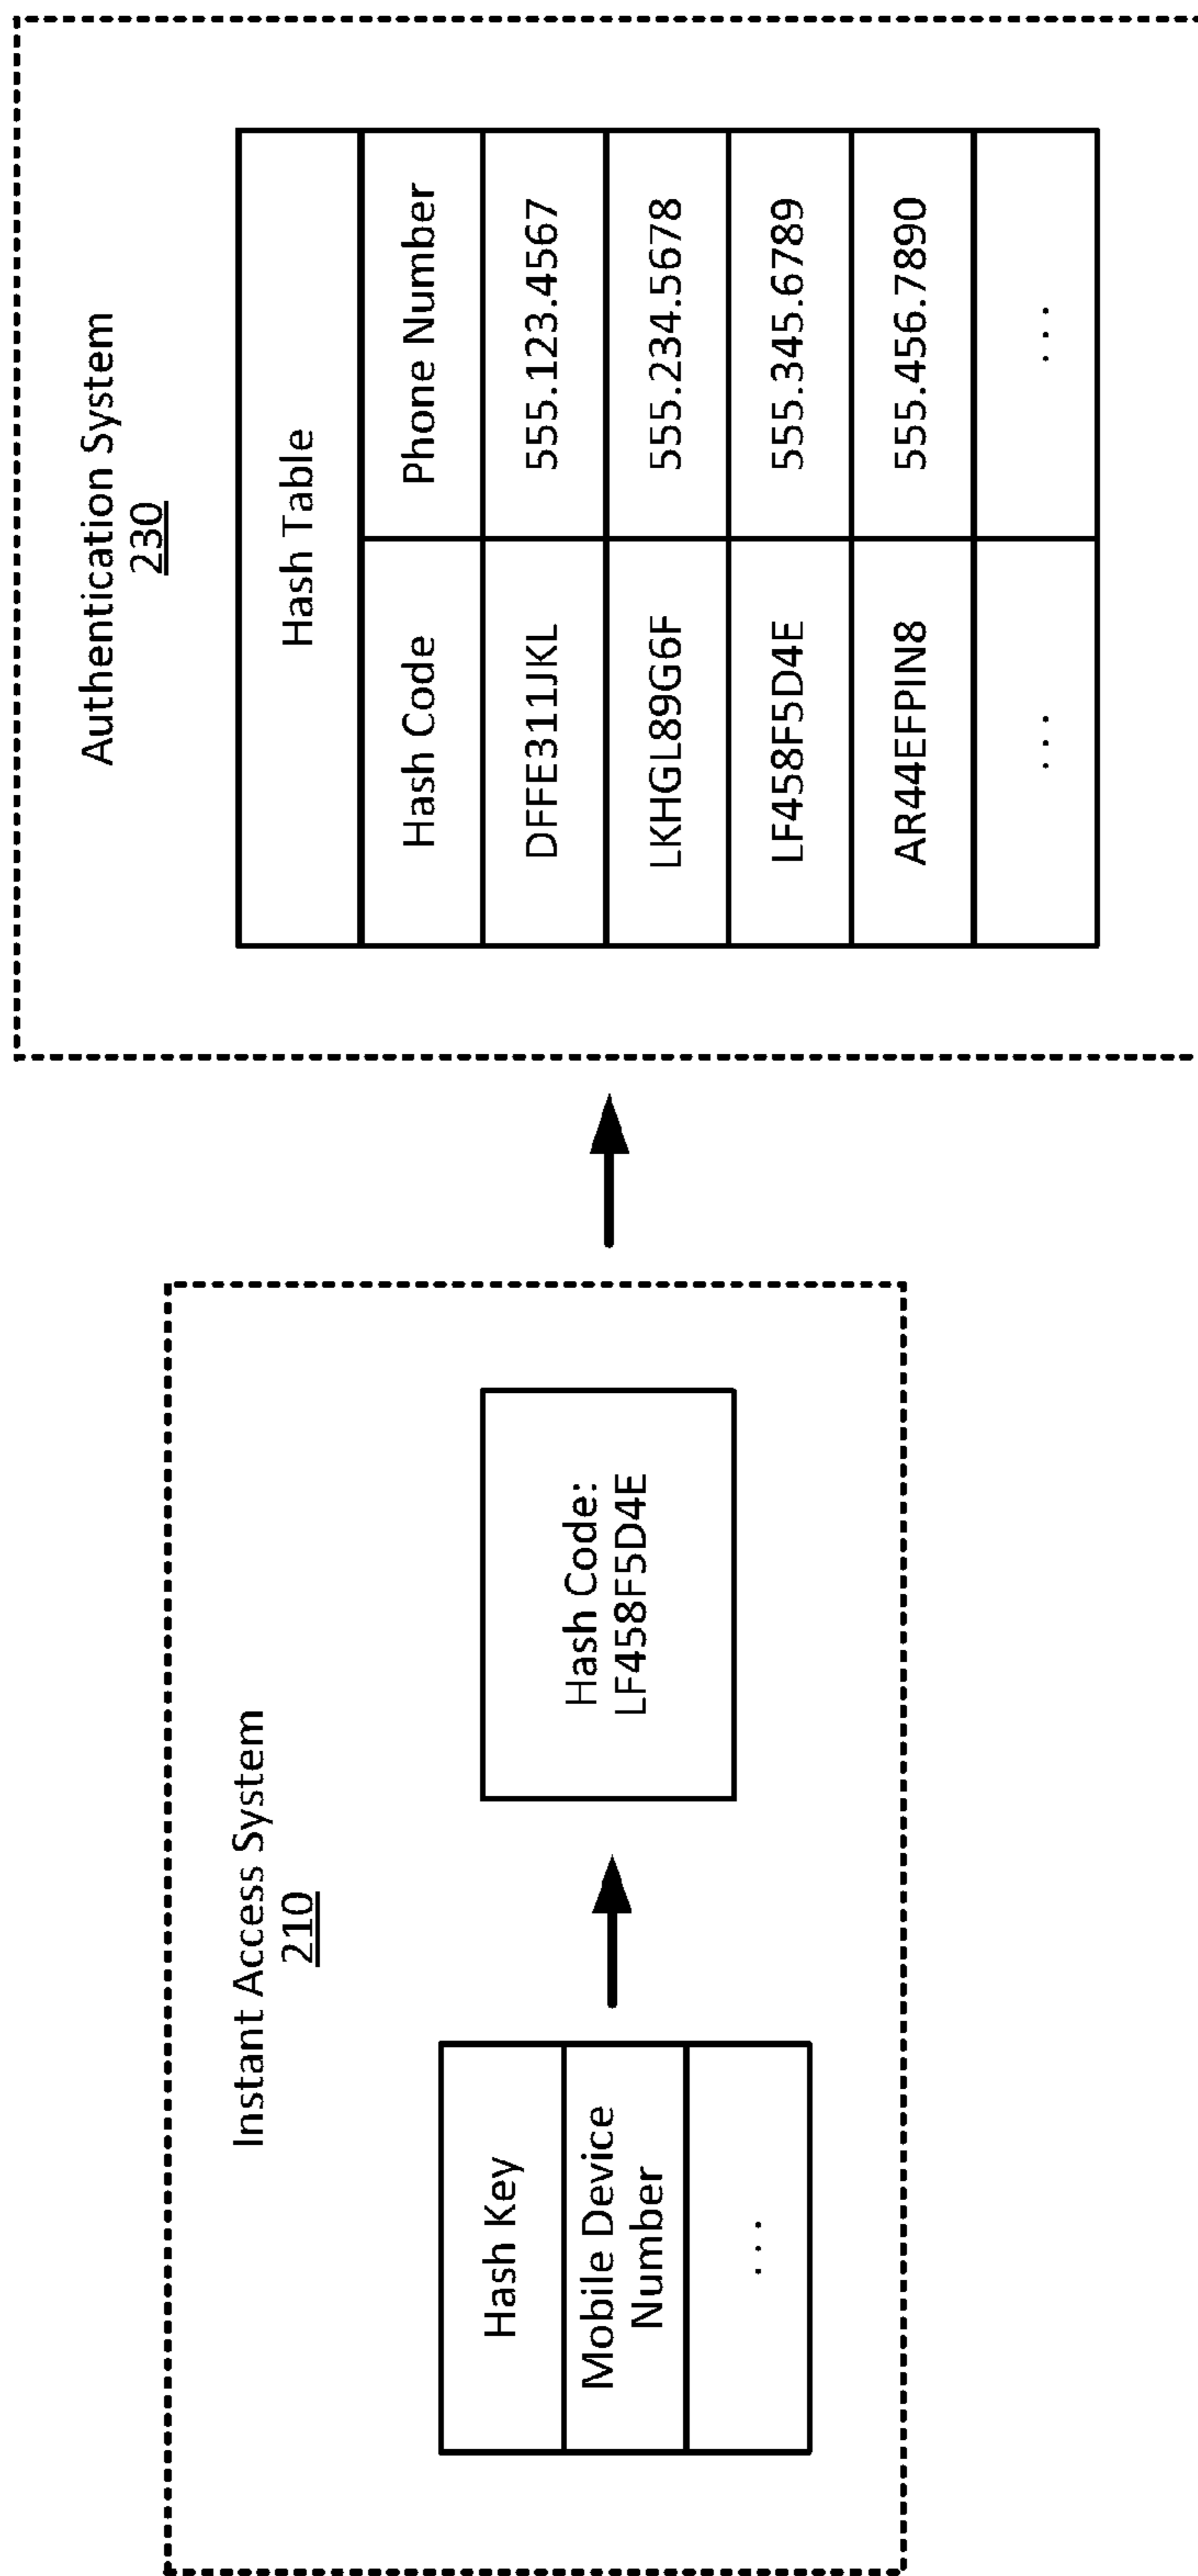 Instant Access System
210
Hash Key
Mobile Device
Number
. . .
Hash Code:
LF458F5D4E
Authentication System
230
Hash Table
Hash Code Phone Number
DFFE311JKL 555.123.4567
LKHGL89G6F 555.234.5678
LF458F5D4E 555.345.6789
AR44EFPIN8 555.456.7890
. . . . . .